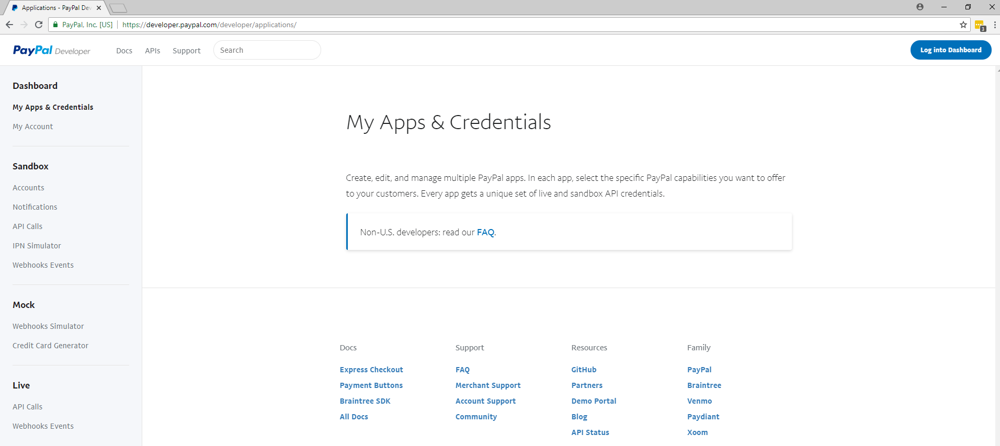 Applications - PayPal Dev
PayPal, Inc. [US]
https://developer.paypal.com/developer/applications/
3
PayPal Developer
Docs
APIs
Support
Search
Log into Dashboard
Dashboard
My Apps & Credentials
My Account
Sandbox
Accounts
Notifications
API Calls
IPN Simulator
Webhooks Events
Mock
Webhooks Simulator
Credit Card Generator
Live
API Calls
Webhooks Events
My Apps & Credentials
Create, edit, and manage multiple PayPal apps. In each app, select the specific PayPal capabilities you want to offer
to your customers. Every app gets a unique set of live and sandbox API credentials.
Non-U.S. developers: read our FAQ.
Docs
Express Checkout
Payment Buttons
Braintree SDK
All Docs
Support
FAQ
Merchant Support
Account Support
Community
Resources
GitHub
Partners
Demo Portal
Blog
API Status
Family
PayPal
Braintree
Venmo
Paydiant
Xoom